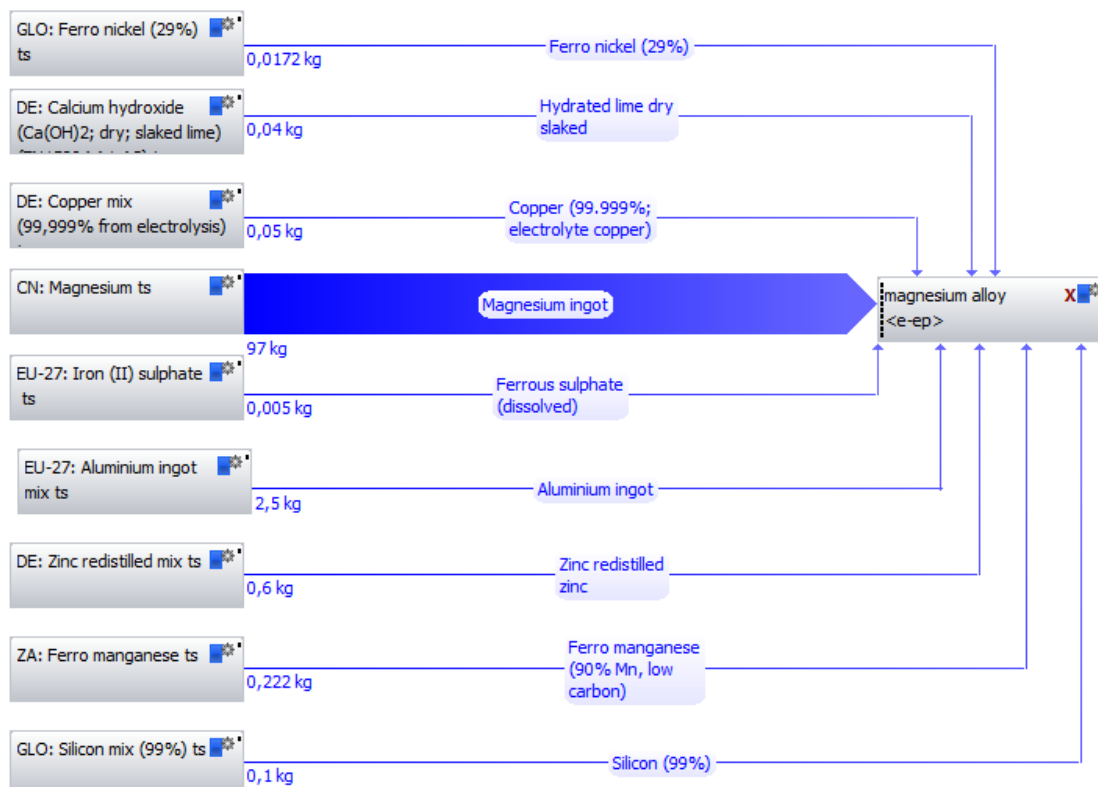 GLO: Ferro nickel (29%)
ts
0,0172 kg
Ferro nickel (29%)
DE: Calcium hydroxide
(Ca(OH)2; dry; slaked lime)
0,04 kg
Hydrated lime dry
slaked
DE: Copper mix
(99,999% from electrolysis)
0,05 kg
Copper (99.999%;
electrolyte copper)
CN: Magnesium ts
97 kg
Magnesium ingot
magnesium alloy
X
<e-ep>
EU-27: Iron (II) sulphate
ts
0,005 kg
Ferrous sulphate
(dissolved)
EU-27: Aluminium ingot
mix ts
2,5 kg
Aluminium ingot
DE: Zinc redistilled mix ts
0,6 kg
Zinc redistilled
zinc
ZA: Ferro manganese ts
0,222 kg
Ferro manganese
(90% Mn, low
carbon)
GLO: Silicon mix (99%) ts
0,1 kg
Silicon (99%)